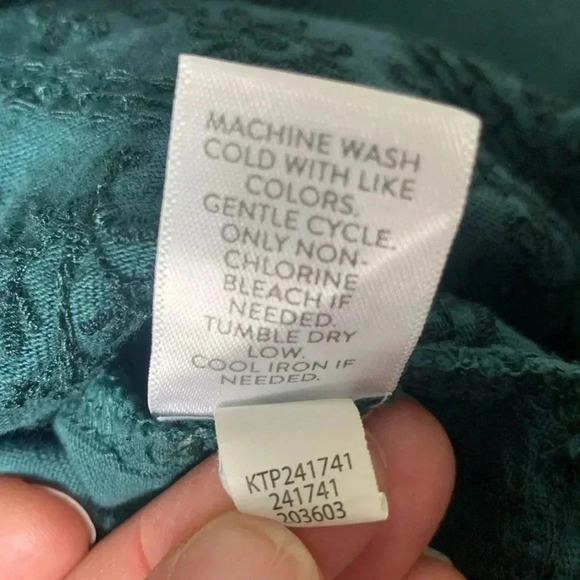 MACHINE WASH
COLD WITH LIKE
COLORS.
GENTLE CYCLE.
ONLY NON-
CHLORINE
BLEACH IF
NEEDED.
TUMBLE DRY
LOW.
COOL IRON IF
NEEDED.
KTP241741
241741
203603